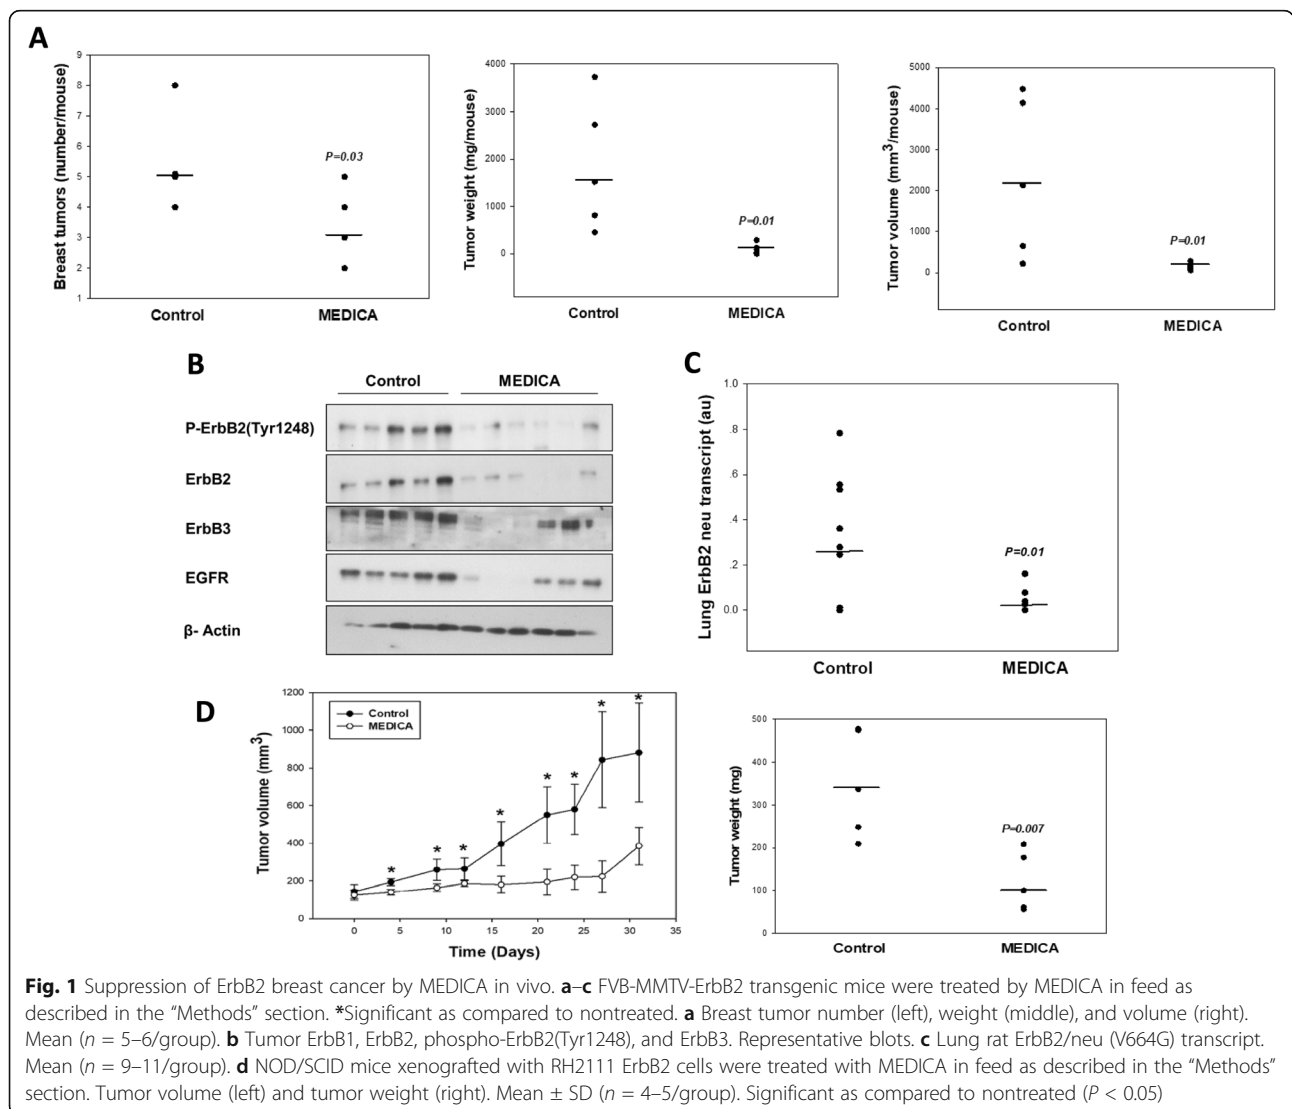 A
Breast tumors (number/mouse)
9
8
7
6
5
4
3
2
1
P=0.03
Control
MEDICA
Tumor weight (mg/mouse)
4000
3000
2000
1000
0
P=0.01
Control
MEDICA
Tumor volume (mm3/mouse)
5000
4000
3000
2000
1000
0
P=0.01
Control
MEDICA
B
Control
MEDICA
P-ErbB2(Tyr1248)
ErbB2
ErbB3
EGFR
β- Actin
C
Lung ErbB2 neu transcript (au)
1.0
.8
.6
.4
.2
0.0
P=0.01
Control
MEDICA
D
Tumor volume (mm3)
1200
1000
800
600
400
200
0
Control
MEDICA
* * * * * * * *
0 5 10 15 20 25 30 35
Time (Days)
Tumor weight (mg)
500
400
300
200
100
0
P=0.007
Control
MEDICA
Fig. 1 Suppression of ErbB2 breast cancer by MEDICA in vivo. a–c FVB-MMTV-ErbB2 transgenic mice were treated by MEDICA in feed as
described in the “Methods” section. *Significant as compared to nontreated. a Breast tumor number (left), weight (middle), and volume (right).
Mean (n = 5–6/group). b Tumor ErbB1, ErbB2, phospho-ErbB2(Tyr1248), and ErbB3. Representative blots. c Lung rat ErbB2/neu (V664G) transcript.
Mean (n = 9–11/group). d NOD/SCID mice xenografted with RH2111 ErbB2 cells were treated with MEDICA in feed as described in the “Methods”
section. Tumor volume (left) and tumor weight (right). Mean ± SD (n = 4–5/group). Significant as compared to nontreated (P < 0.05)